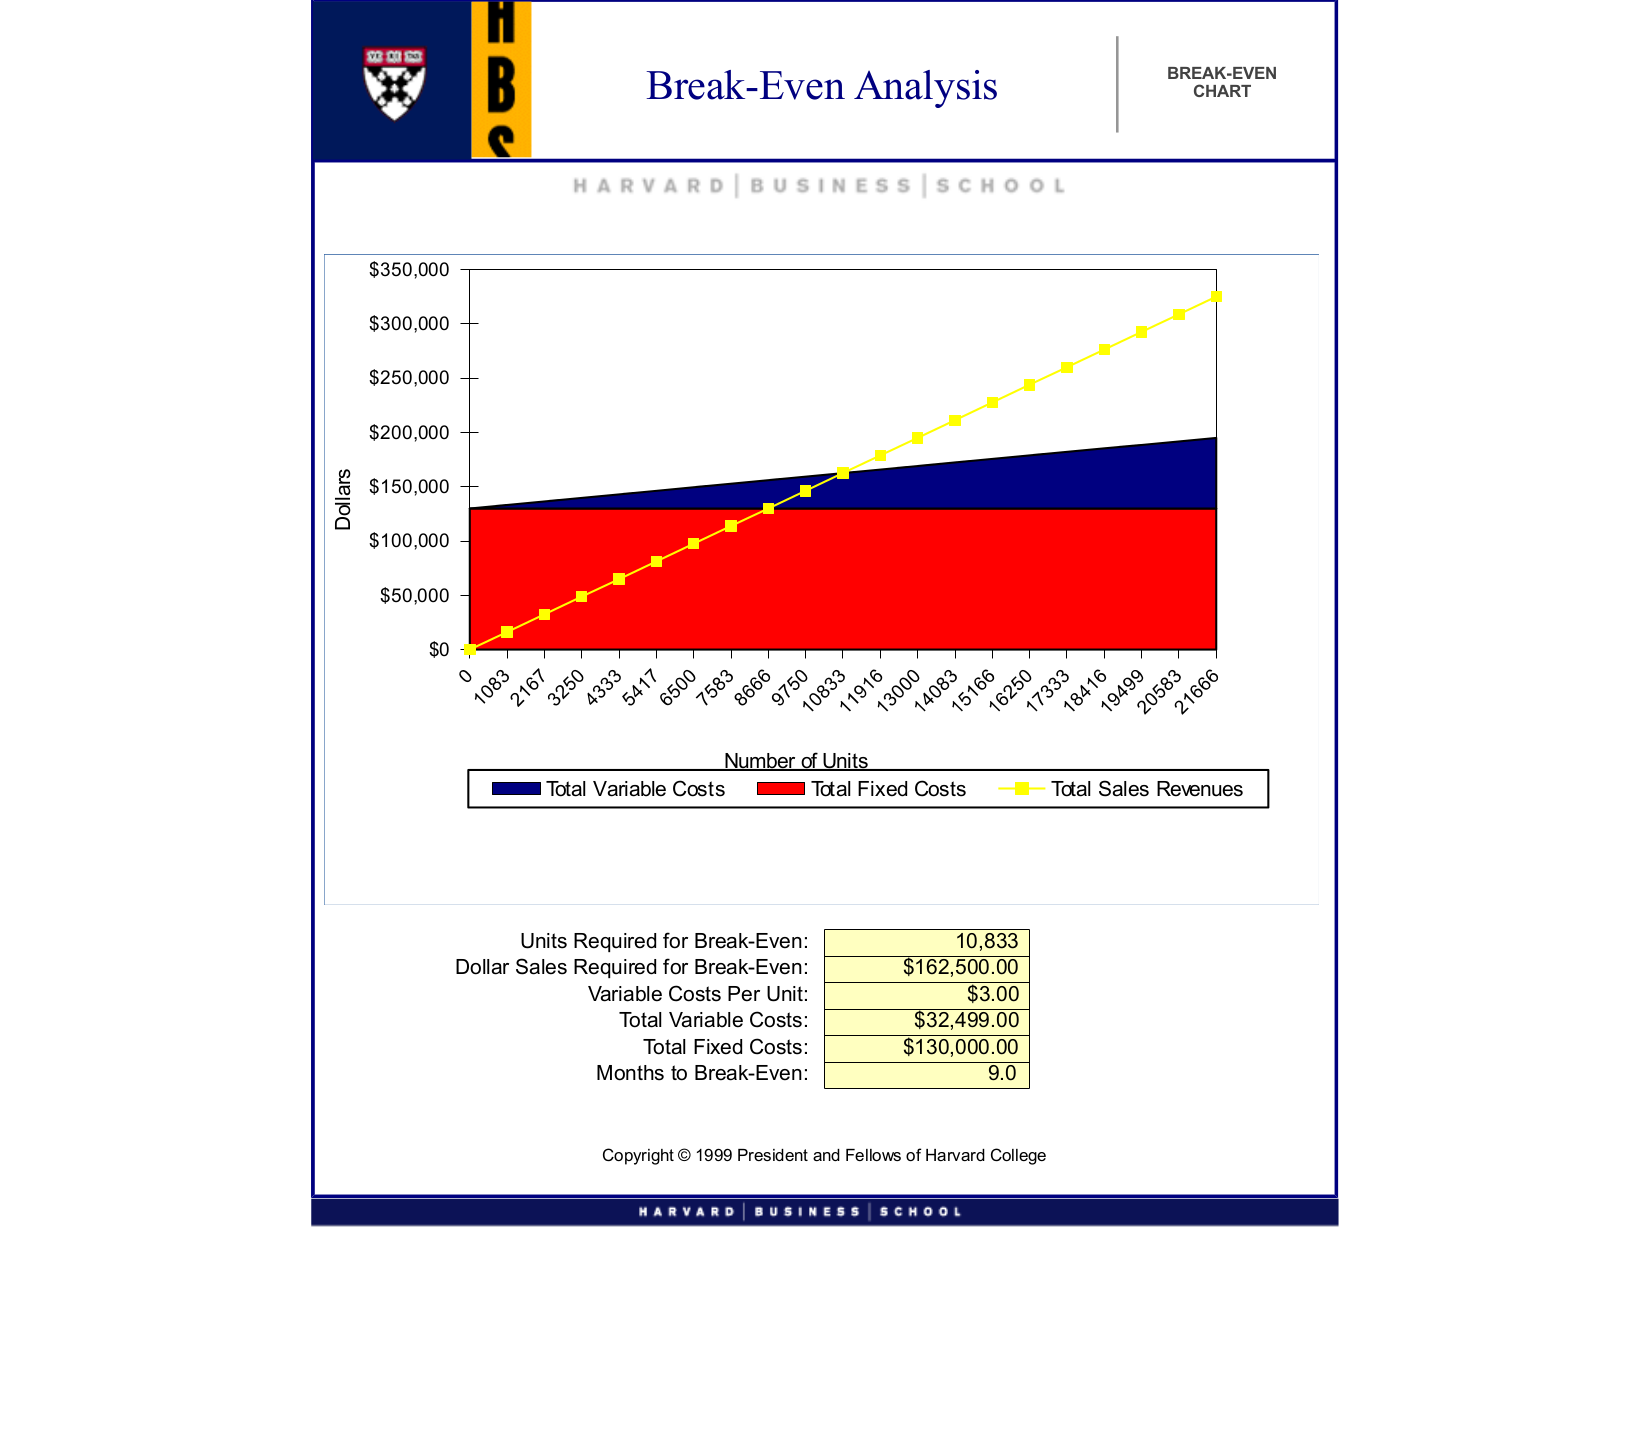 H
B
S
Break-Even Analysis
BREAK-EVEN
CHART
HARVARD|BUSINESS|SCHOOL
$350,000
$300,000
$250,000
$200,000
$150,000
$100,000
$50,000
$0
Dollars
0 1083 2167 3250 4333 5417 6500 7583 8666 9750 10833 11916 13000 14083 15166 16250 17333 18416 19499 20583 21666
Number of Units
Total Variable Costs Total Fixed Costs Total Sales Revenues
Units Required for Break-Even: 10,833
Dollar Sales Required for Break-Even: $162,500.00
Variable Costs Per Unit: $3.00
Total Variable Costs: $32,499.00
Total Fixed Costs: $130,000.00
Months to Break-Even: 9.0
Copyright © 1999 President and Fellows of Harvard College
HARVARD|BUSINESS|SCHOOL